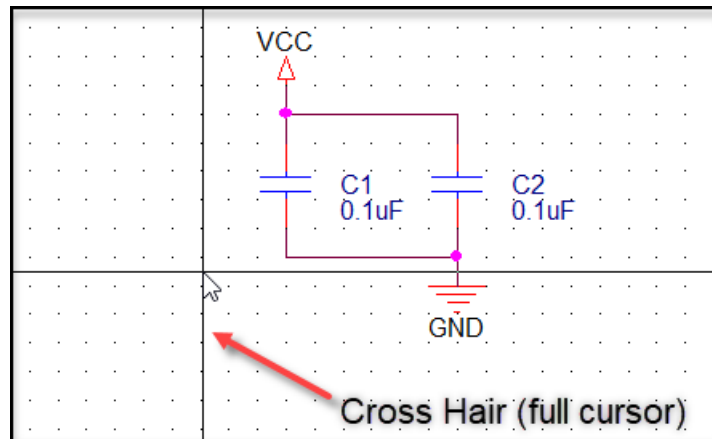 VCC
C1
0.1uF
C2
0.1uF
GND
Cross Hair (full cursor)